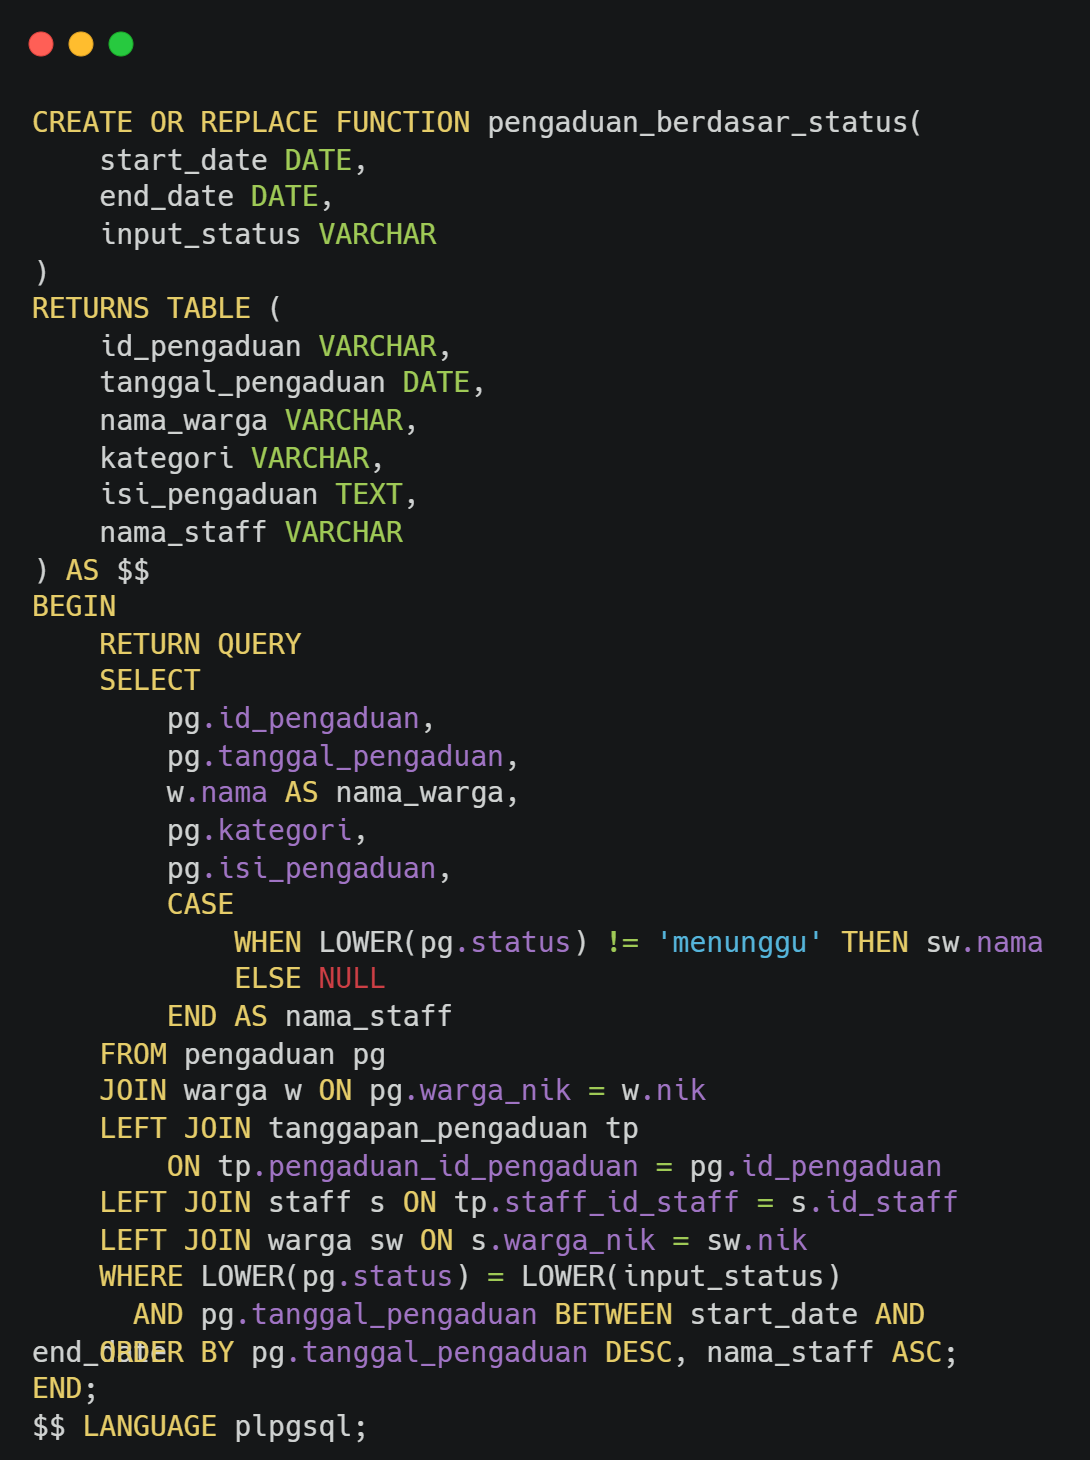 CREATE OR REPLACE FUNCTION pengaduan_berdasar_status(
    start_date DATE,
    end_date DATE,
    input_status VARCHAR
)
RETURNS TABLE (
    id_pengaduan VARCHAR,
    tanggal_pengaduan DATE,
    nama_warga VARCHAR,
    kategori VARCHAR,
    isi_pengaduan TEXT,
    nama_staff VARCHAR
) AS $$
BEGIN
    RETURN QUERY
    SELECT
        pg.id_pengaduan,
        pg.tanggal_pengaduan,
        w.nama AS nama_warga,
        pg.kategori,
        pg.isi_pengaduan,
        CASE
            WHEN LOWER(pg.status) != 'menunggu' THEN sw.nama
            ELSE NULL
        END AS nama_staff
    FROM pengaduan pg
    JOIN warga w ON pg.warga_nik = w.nik
    LEFT JOIN tanggapan_pengaduan tp
        ON tp.pengaduan_id_pengaduan = pg.id_pengaduan
    LEFT JOIN staff s ON tp.staff_id_staff = s.id_staff
    LEFT JOIN warga sw ON s.warga_nik = sw.nik
    WHERE LOWER(pg.status) = LOWER(input_status)
      AND pg.tanggal_pengaduan BETWEEN start_date AND
end_date
    ORDER BY pg.tanggal_pengaduan DESC, nama_staff ASC;
END;
$$ LANGUAGE plpgsql;